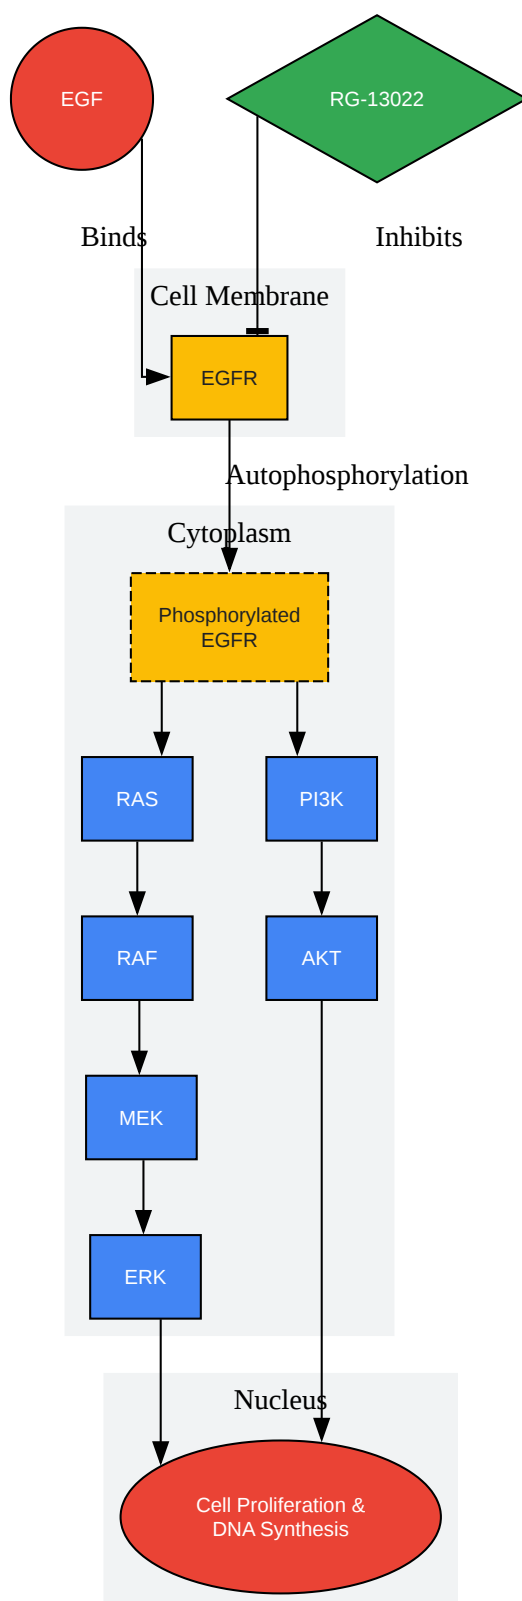 EGF
RG-13022
Binds
Inhibits
Cell Membrane
EGFR
Autophosphorylation
Cytoplasm
Phosphorylated
EGFR
RAS
PI3K
RAF
AKT
MEK
ERK
Nucleus
Cell Proliferation &
DNA Synthesis